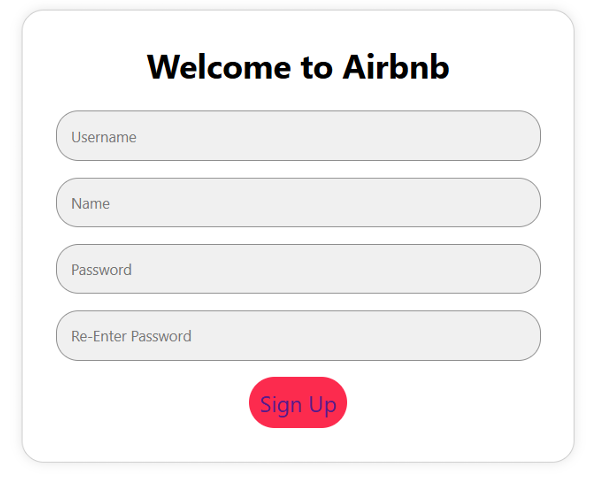 Welcome to Airbnb
Username
Name
Password
Re-Enter Password
Sign Up